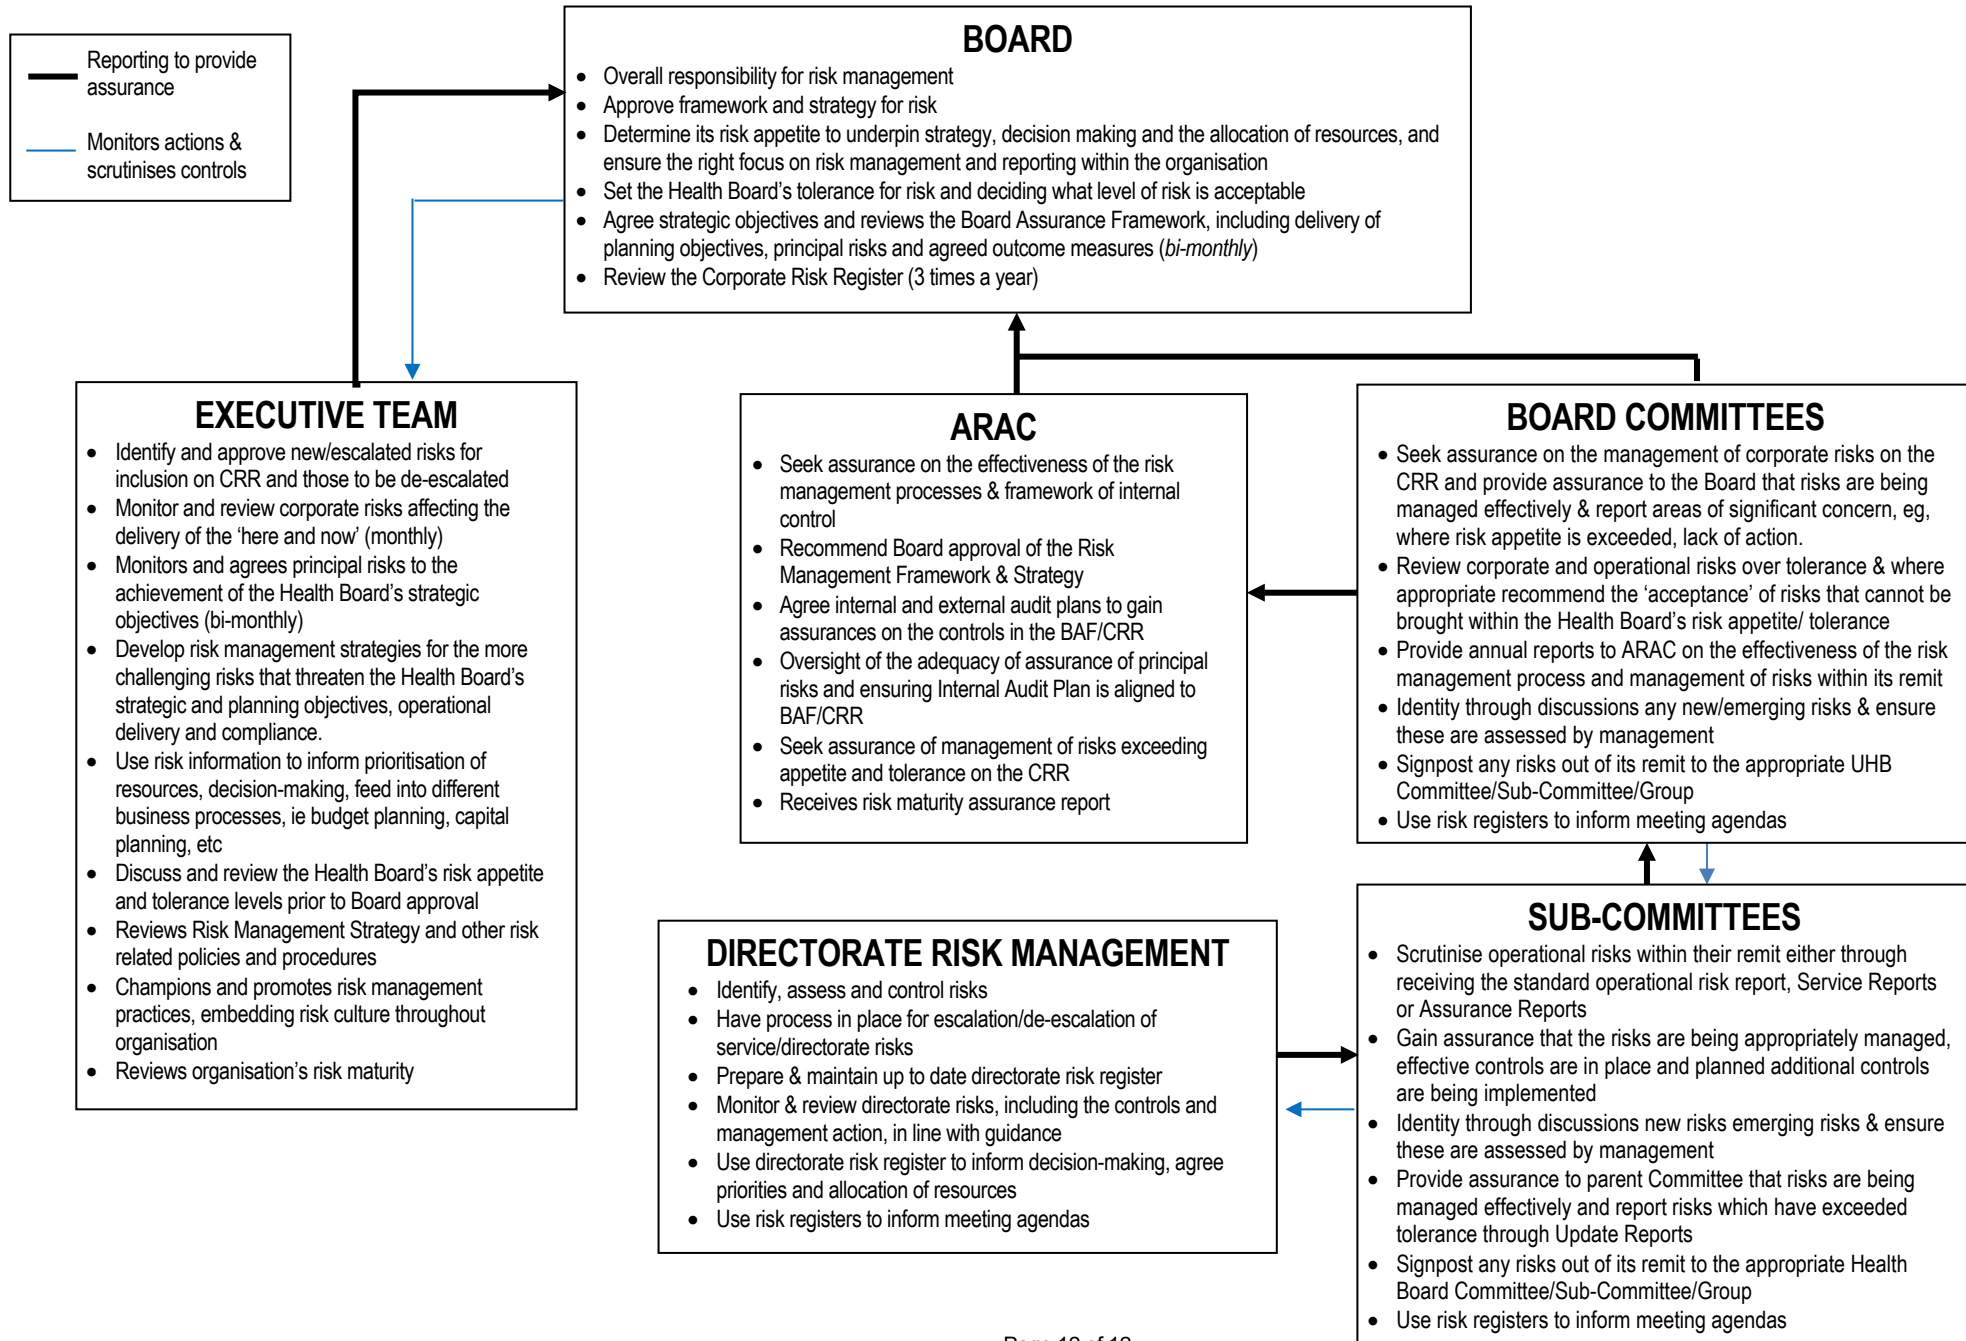 Reporting to provide
assurance
Monitors actions &
scrutinises controls
BOARD
• Overall responsibility for risk management
• Approve framework and strategy for risk
• Determine its risk appetite to underpin strategy, decision making and the allocation of resources, and
ensure the right focus on risk management and reporting within the organisation
• Set the Health Board's tolerance for risk and deciding what level of risk is acceptable
• Agree strategic objectives and reviews the Board Assurance Framework, including delivery of
planning objectives, principal risks and agreed outcome measures (bi-monthly)
• Review the Corporate Risk Register (3 times a year)
EXECUTIVE TEAM
• Identify and approve new/escalated risks for
inclusion on CRR and those to be de-escalated
• Monitor and review corporate risks affecting the
delivery of the 'here and now' (monthly)
• Monitors and agrees principal risks to the
achievement of the Health Board's strategic
objectives (bi-monthly)
• Develop risk management strategies for the more
challenging risks that threaten the Health Board's
strategic and planning objectives, operational
delivery and compliance.
• Use risk information to inform prioritisation of
resources, decision-making, feed into different
business processes, ie budget planning, capital
planning, etc
• Discuss and review the Health Board's risk appetite
and tolerance levels prior to Board approval
• Reviews Risk Management Strategy and other risk
related policies and procedures
• Champions and promotes risk management
practices, embedding risk culture throughout
organisation
• Reviews organisation's risk maturity
ARAC
• Seek assurance on the effectiveness of the risk
management processes & framework of internal
control
• Recommend Board approval of the Risk
Management Framework & Strategy
• Agree internal and external audit plans to gain
assurances on the controls in the BAF/CRR
• Oversight of the adequacy of assurance of principal
risks and ensuring Internal Audit Plan is aligned to
BAF/CRR
• Seek assurance of management of risks exceeding
appetite and tolerance on the CRR
• Receives risk maturity assurance report
BOARD COMMITTEES
• Seek assurance on the management of corporate risks on the
CRR and provide assurance to the Board that risks are being
managed effectively & report areas of significant concern, eg,
where risk appetite is exceeded, lack of action.
• Review corporate and operational risks over tolerance & where
appropriate recommend the 'acceptance' of risks that cannot be
brought within the Health Board's risk appetite/ tolerance
• Provide annual reports to ARAC on the effectiveness of the risk
management process and management of risks within its remit
• Identity through discussions any new/emerging risks & ensure
these are assessed by management
• Signpost any risks out of its remit to the appropriate UHB
Committee/Sub-Committee/Group
• Use risk registers to inform meeting agendas
DIRECTORATE RISK MANAGEMENT
• Identify, assess and control risks
• Have process in place for escalation/de-escalation of
service/directorate risks
• Prepare & maintain up to date directorate risk register
• Monitor & review directorate risks, including the controls and
management action, in line with guidance
• Use directorate risk register to inform decision-making, agree
priorities and allocation of resources
• Use risk registers to inform meeting agendas
SUB-COMMITTEES
• Scrutinise operational risks within their remit either through
receiving the standard operational risk report, Service Reports
or Assurance Reports
• Gain assurance that the risks are being appropriately managed,
effective controls are in place and planned additional controls
are being implemented
• Identity through discussions new risks emerging risks & ensure
these are assessed by management
• Provide assurance to parent Committee that risks are being
managed effectively and report risks which have exceeded
tolerance through Update Reports
• Signpost any risks out of its remit to the appropriate Health
Board Committee/Sub-Committee/Group
• Use risk registers to inform meeting agendas